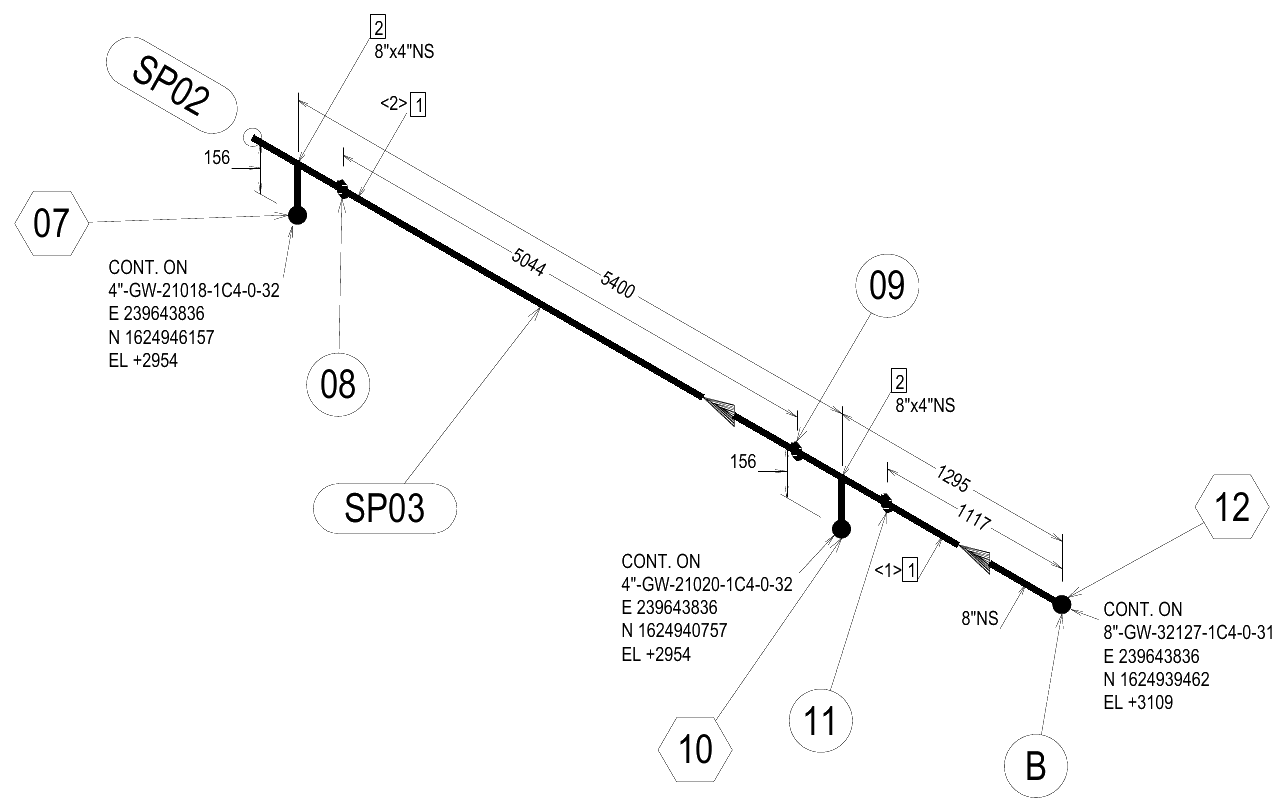 2
8"x4"NS
SP02
<2> 1
156
07
CONT. ON
4"-GW-21018-1C4-0-32
E 239643836
N 1624946157
EL +2954
5044
5400
09
08
2
8"x4"NS
156
1295
1117
SP03
12
CONT. ON
4"-GW-21020-1C4-0-32
E 239643836
N 1624940757
EL +2954
<1> 1
8"NS
CONT. ON
8"-GW-32127-1C4-0-31
E 239643836
N 1624939462
EL +3109
11
10
B